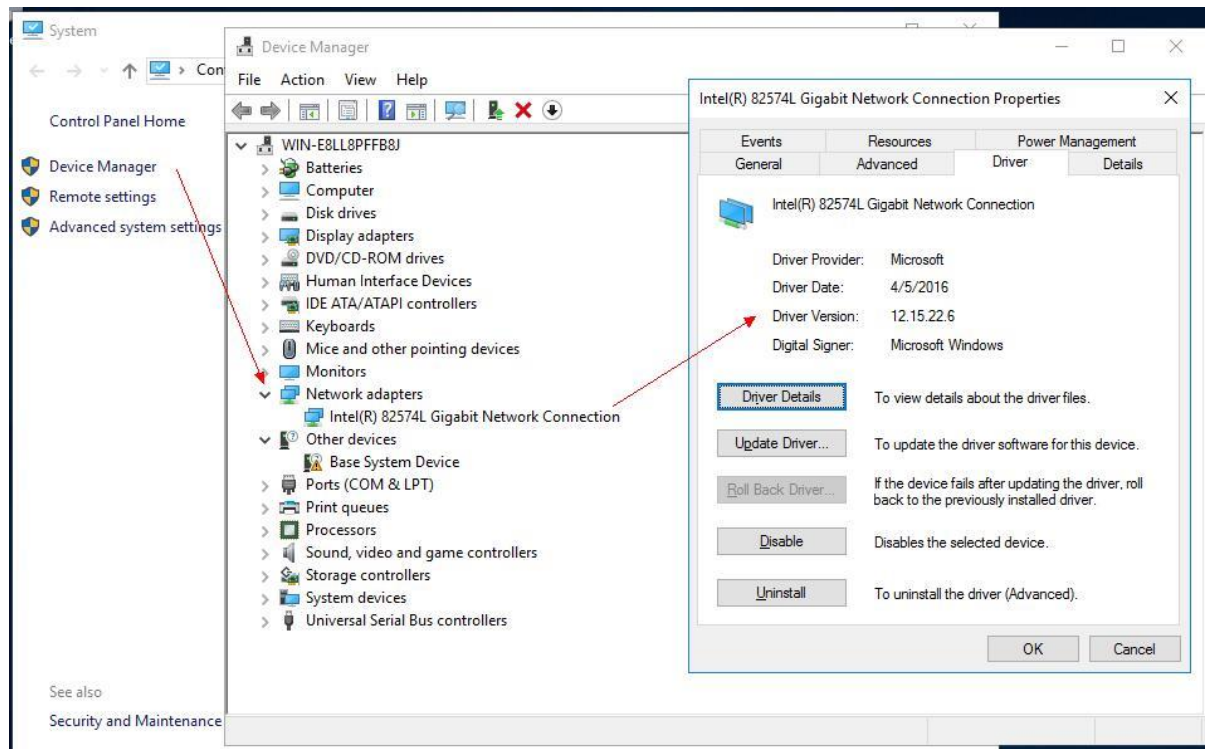 System
Con
Control Panel Home
Device Manager
Remote settings
Advanced system settings
See also
Security and Maintenance
Device Manager
File Action View Help
WIN-E8LL8PFFB8J
Batteries
Computer
Disk drives
Display adapters
DVD/CD-ROM drives
Human Interface Devices
IDE ATA/ATAPI controllers
Keyboards
Mice and other pointing devices
Monitors
Network adapters
Intel(R) 82574L Gigabit Network Connection
Other devices
Base System Device
Ports (COM & LPT)
Print queues
Processors
Sound, video and game controllers
Storage controllers
System devices
Universal Serial Bus controllers
Intel(R) 82574L Gigabit Network Connection Properties
Events Resources Power Management
General Advanced Driver Details
Intel(R) 82574L Gigabit Network Connection
Driver Provider: Microsoft
Driver Date: 4/5/2016
Driver Version: 12.15.22.6
Digital Signer: Microsoft Windows
Driver Details To view details about the driver files.
Update Driver... To update the driver software for this device.
Roll Back Driver... If the device fails after updating the driver, roll
back to the previously installed driver.
Disable Disables the selected device.
Uninstall To uninstall the driver (Advanced).
OK Cancel